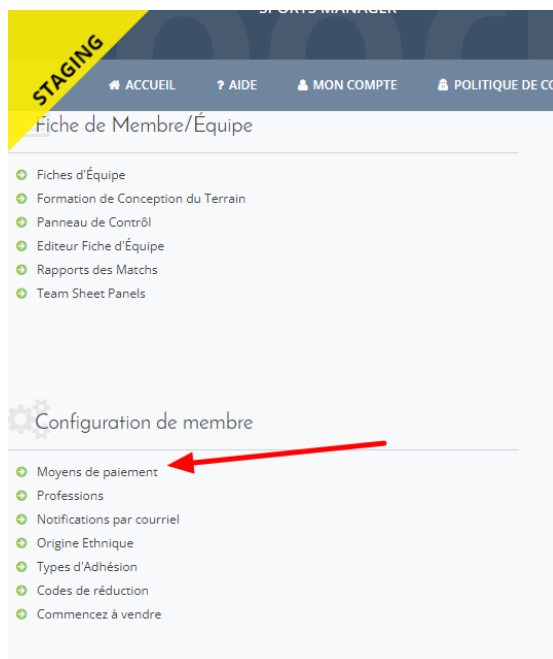 SPORTS MANAGER
STAGING
ACCUEIL ? AIDE MON COMPTE POLITIQUE DE
Fiche de Membre/Équipe
Fiches d'Équipe
Formation de Conception du Terrain
Panneau de Contrôl
Editeur Fiche d'Équipe
Rapports des Matchs
Team Sheet Panels
Configuration de membre
Moyens de paiement
Professions
Notifications par courriel
Origine Ethnique
Types d'Adhésion
Codes de réduction
Commencez à vendre